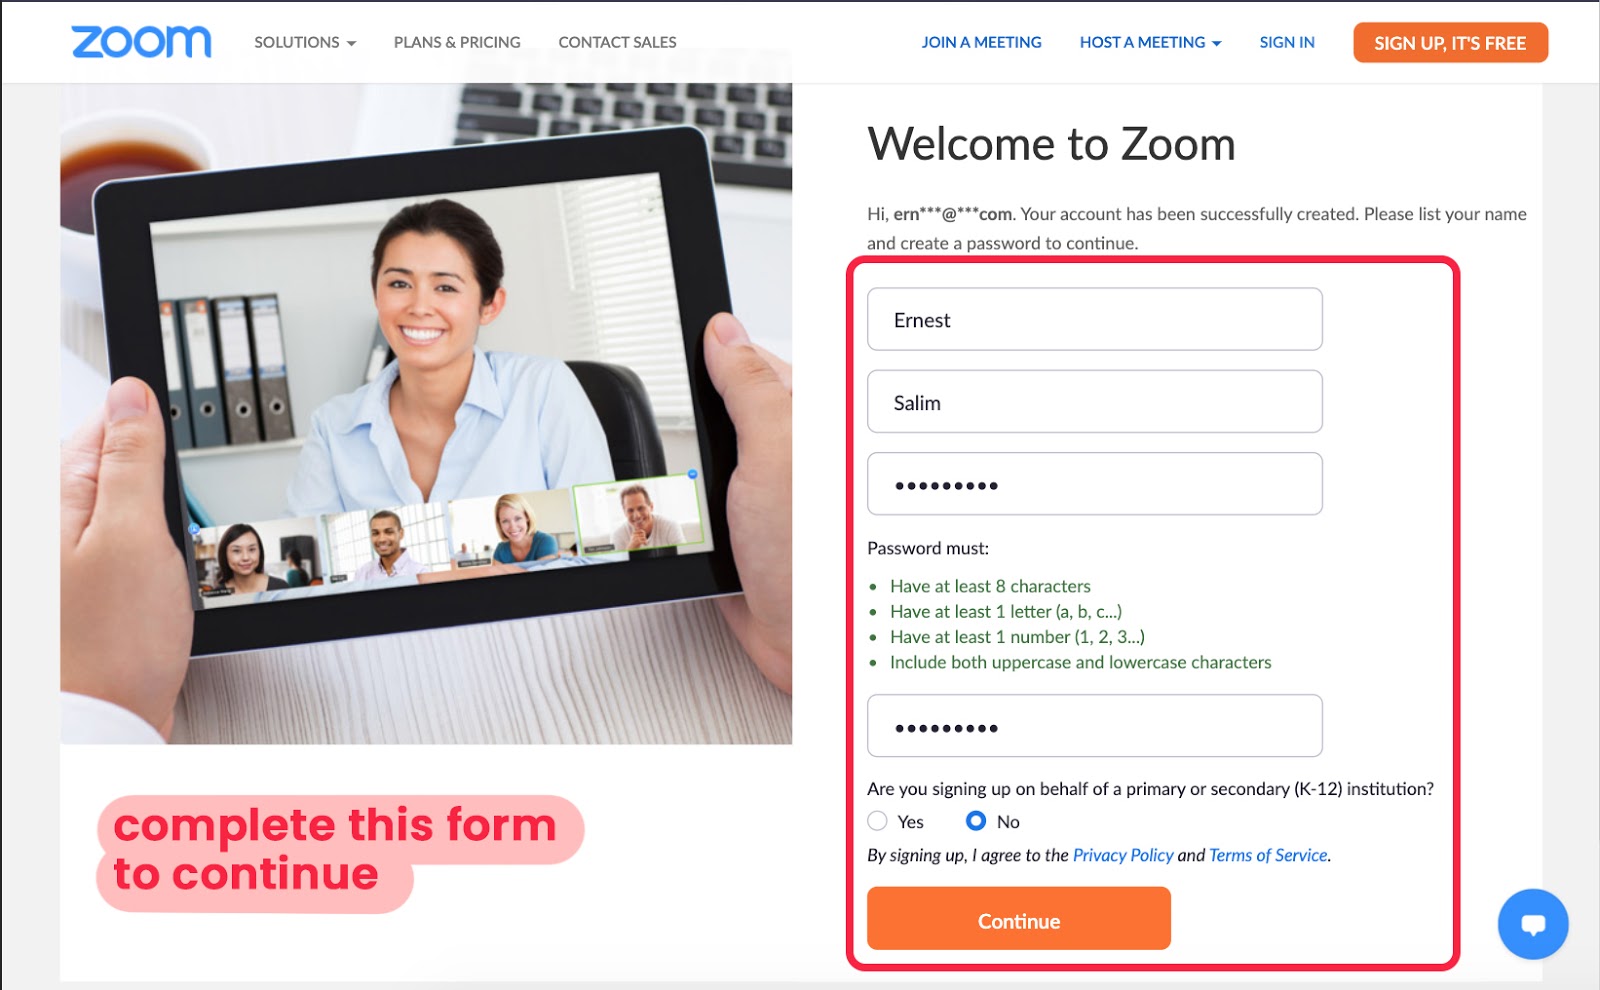 zoom
SOLUTIONS
PLANS & PRICING
CONTACT SALES
JOIN A MEETING
HOST A MEETING
SIGN IN
SIGN UP, IT'S FREE
Welcome to Zoom
Hi, ern***@***com. Your account has been successfully created. Please list your name
and create a password to continue.
Ernest
Salim
•••••••••
Password must:
• Have at least 8 characters
• Have at least 1 letter (a, b, c...)
• Have at least 1 number (1, 2, 3...)
• Include both uppercase and lowercase characters
•••••••••
Are you signing up on behalf of a primary or secondary (K-12) institution?
Yes
No
By signing up, I agree to the Privacy Policy and Terms of Service.
Continue
complete this form
to continue